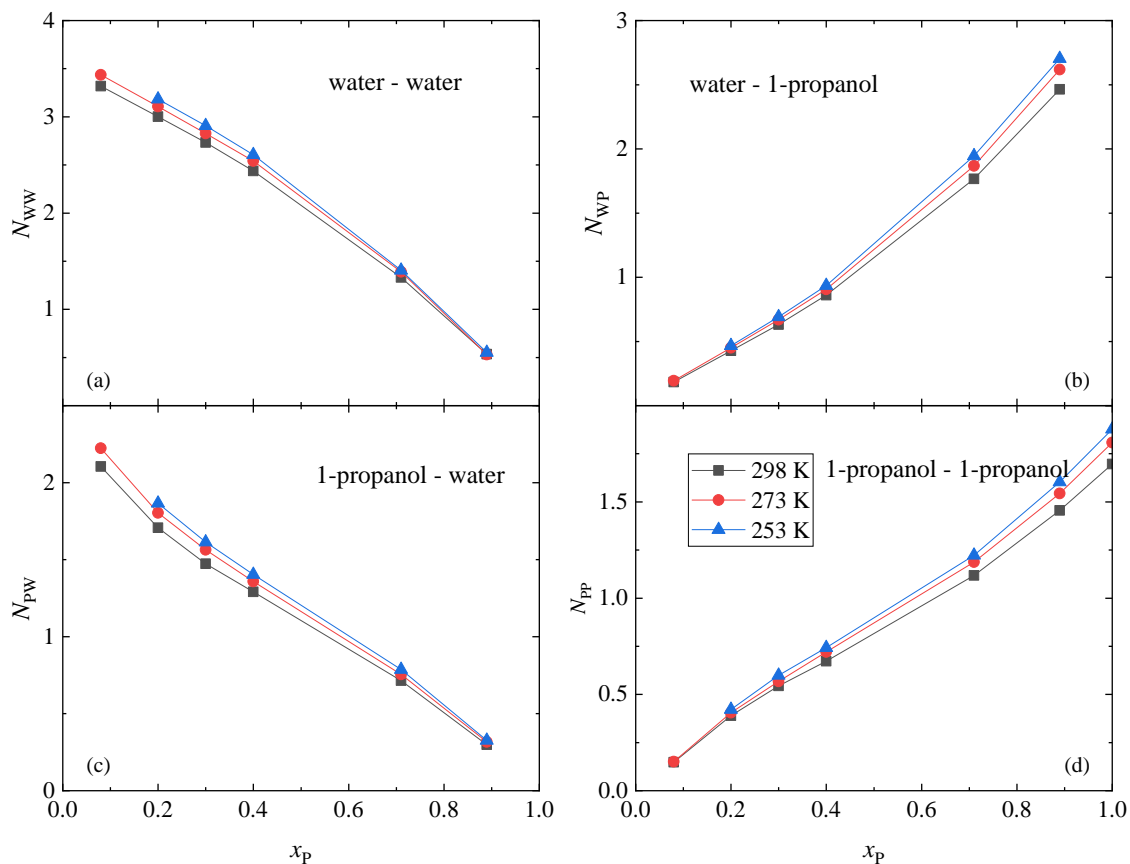 4
3
2
1
N_WW
water - water
(a)
3
2
1
N_WP
water - 1-propanol
(b)
2
1
0
N_PW
1-propanol - water
(c)
0.0 0.2 0.4 0.6 0.8 1.0
x_P
1.5
1.0
0.5
0.0
N_PP
1-propanol - 1-propanol
298 K
273 K
253 K
(d)
0.2 0.4 0.6 0.8 1.0
x_P